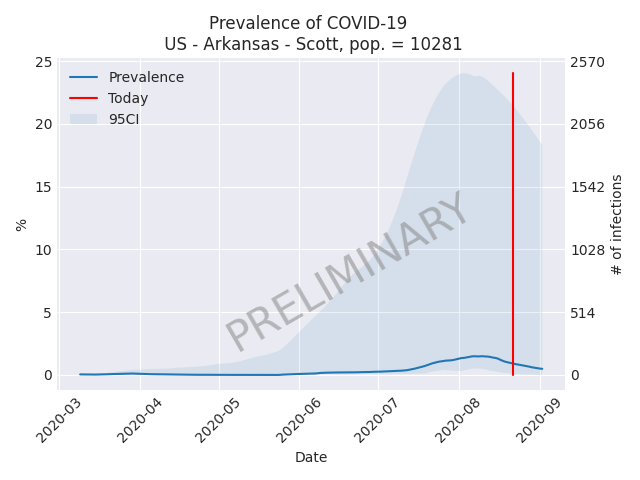 Prevalence of COVID-19
US - Arkansas - Scott, pop. = 10281
25
20
15
10
5
0
%
2570
2056
1542
1028
514
0
# of infections
Prevalence
Today
95CI
PRELIMINARY
2020-03
2020-04
2020-05
2020-06
2020-07
2020-08
2020-09
Date